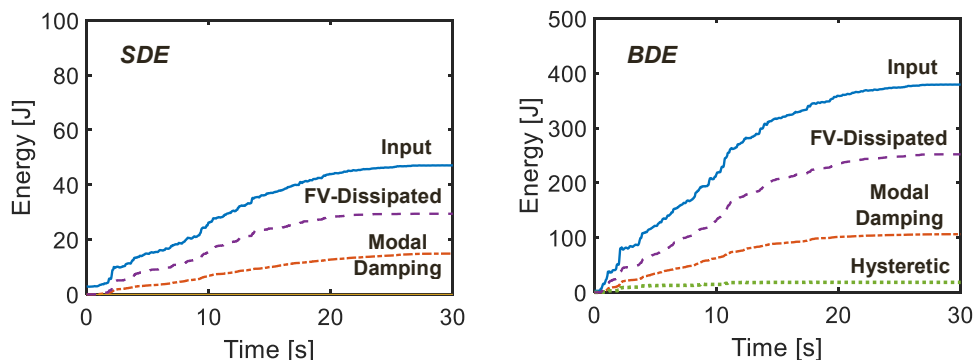 100
80
60
40
20
0
Energy [J]
SDE
Input
FV-Dissipated
Modal
Damping
0 10 20 30
Time [s]
500
400
300
200
100
0
Energy [J]
BDE
Input
FV-Dissipated
Modal
Damping
Hysteretic
0 10 20 30
Time [s]